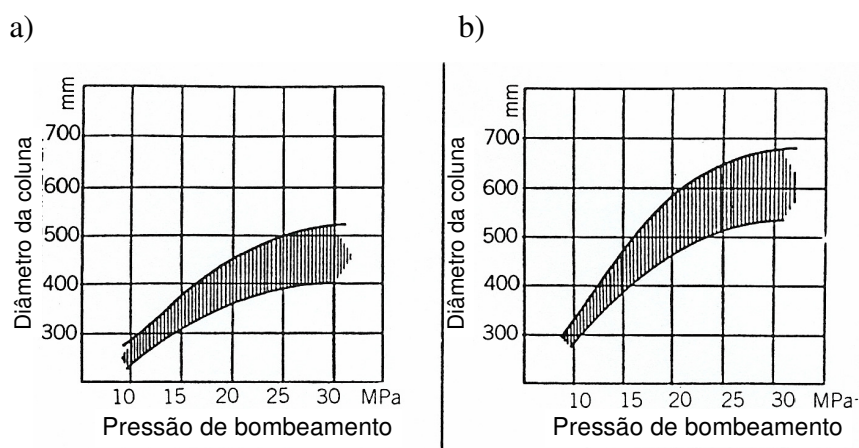 a)
mm
700
600
500
400
300
Diâmetro da coluna
10 15 20 25 30 MPa
Pressão de bombeamento
b)
mm
700
600
500
400
300
Diâmetro da coluna
10 15 20 25 30 MPa
Pressão de bombeamento